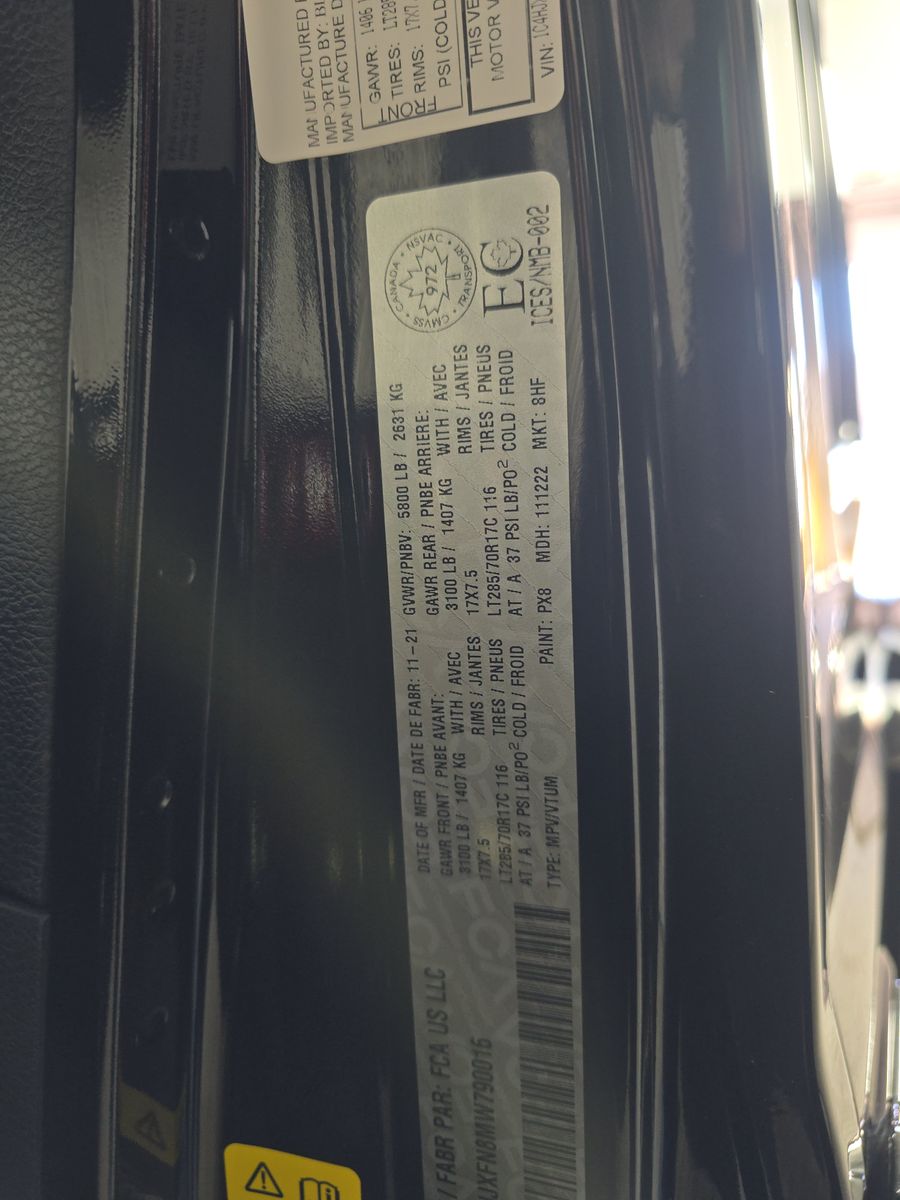 MANUFACTURED
IMPORTED BY:
MANUFACTURE D
GAWR: 1406
TIRES:
RIMS: 17X7.
PSI (COLD
THIS VE
MOTOR V
VIN: 1C4HJX
/ FABR PAR: FCA US LLC
UXFN8MW790016
DATE OF MFR / DATE DE FABR: 11-21 GVWR/PNBV: 5800 LB / 2631 KG
GAWR FRONT / PNBE AVANT: GAWR REAR / PNBE ARRIERE:
3100 LB / 1407 KG WITH / AVEC 3100 LB / 1407 KG WITH / AVEC
17X7.5 RIMS / JANTES 17X7.5 RIMS / JANTES
LT285/70R17C 116 TIRES / PNEUS LT285/70R17C 116 TIRES / PNEUS
AT / A 37 PSI LB/PO² COLD / FROID AT / A 37 PSI LB/PO² COLD / FROID
TYPE: MPV/VTUM PAINT: PX8 MDH: 111222 MKT: 8HF
CANADA • NSVAC • TRANSPORT • CMVSS •
972
EC
ICES/NMB-002